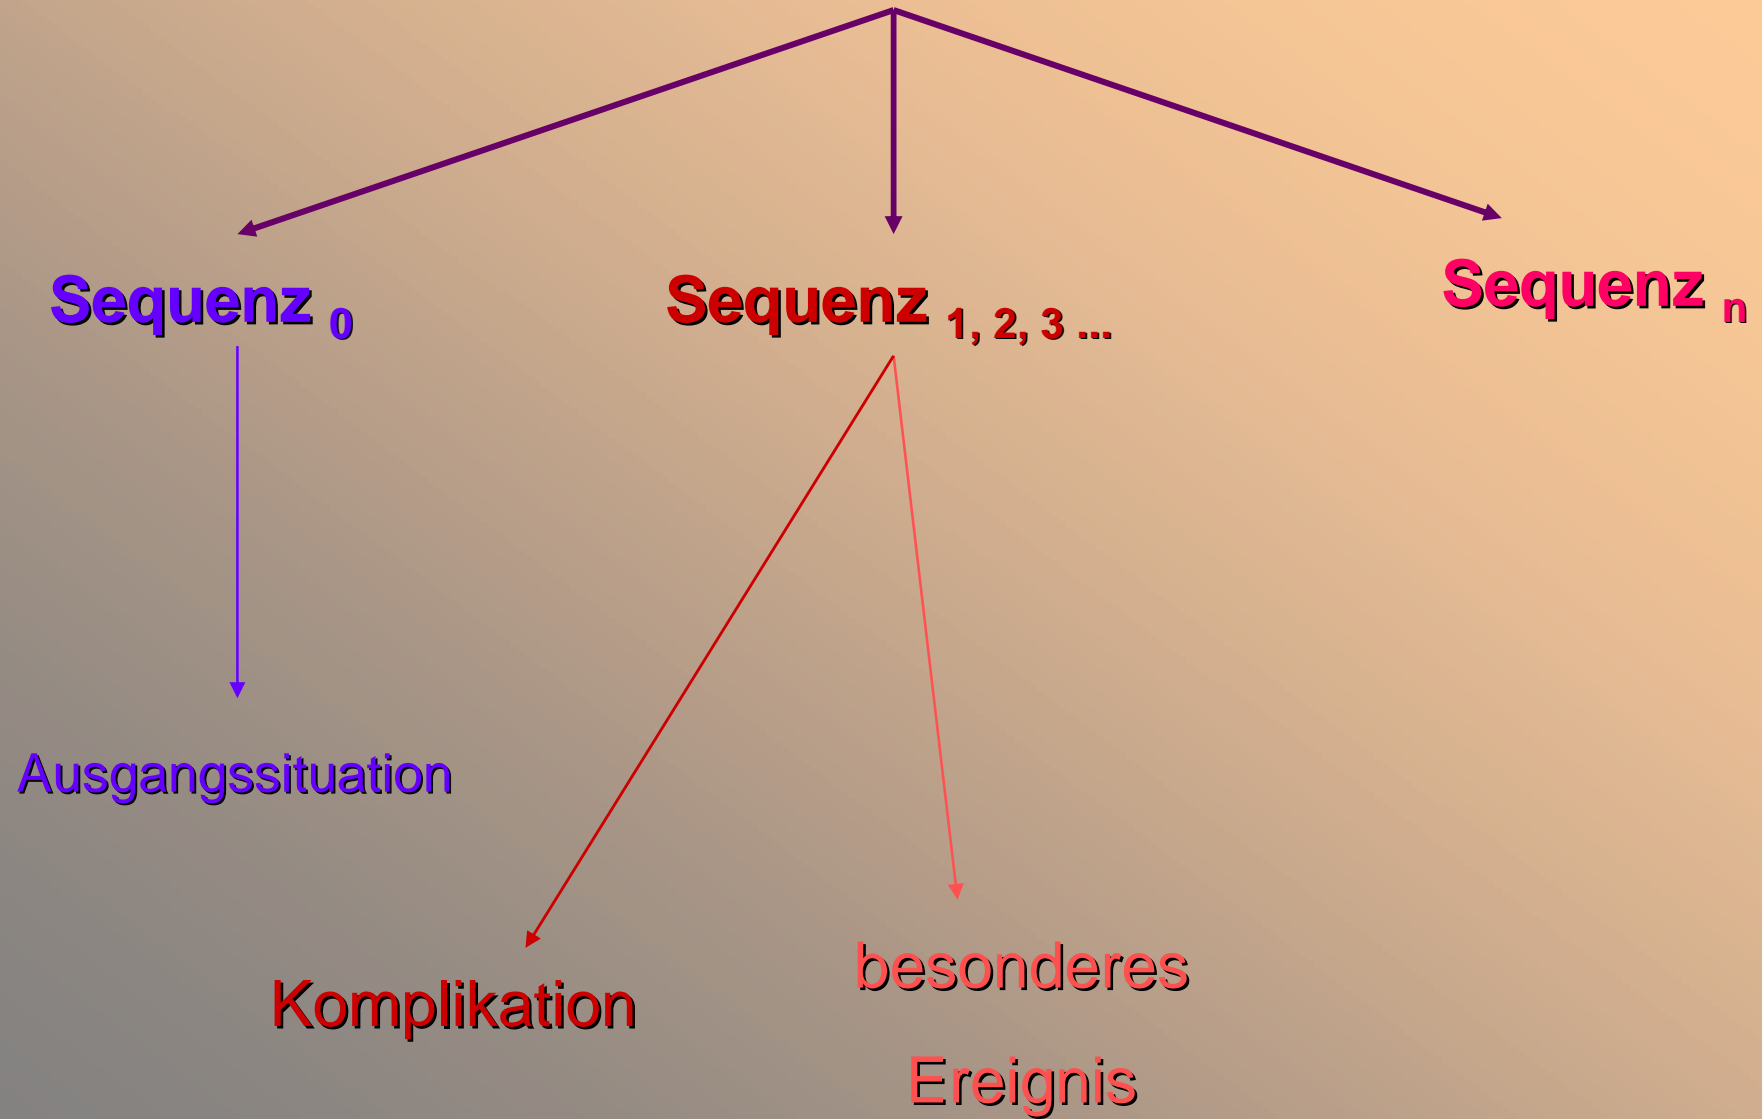 Sequenz 0
Sequenz 1, 2, 3 ...
Sequenz n
Ausgangssituation
Komplikation
besonderes
Ereignis